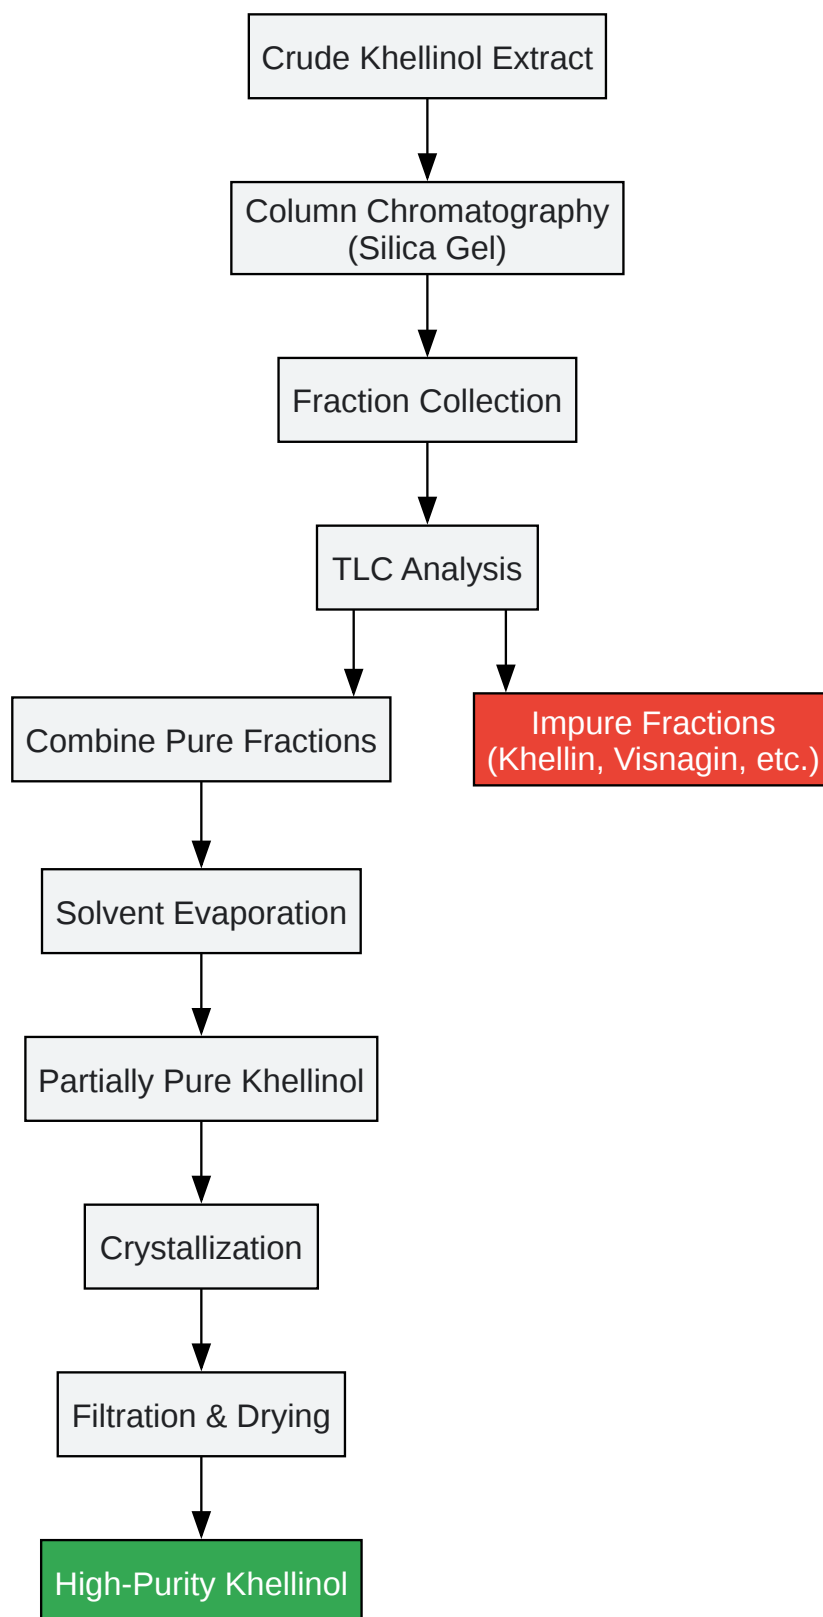 Crude Khellinol Extract
Column Chromatography
(Silica Gel)
Fraction Collection
TLC Analysis
Combine Pure Fractions
Impure Fractions
(Khellin, Visnagin, etc.)
Solvent Evaporation
Partially Pure Khellinol
Crystallization
Filtration & Drying
High-Purity Khellinol